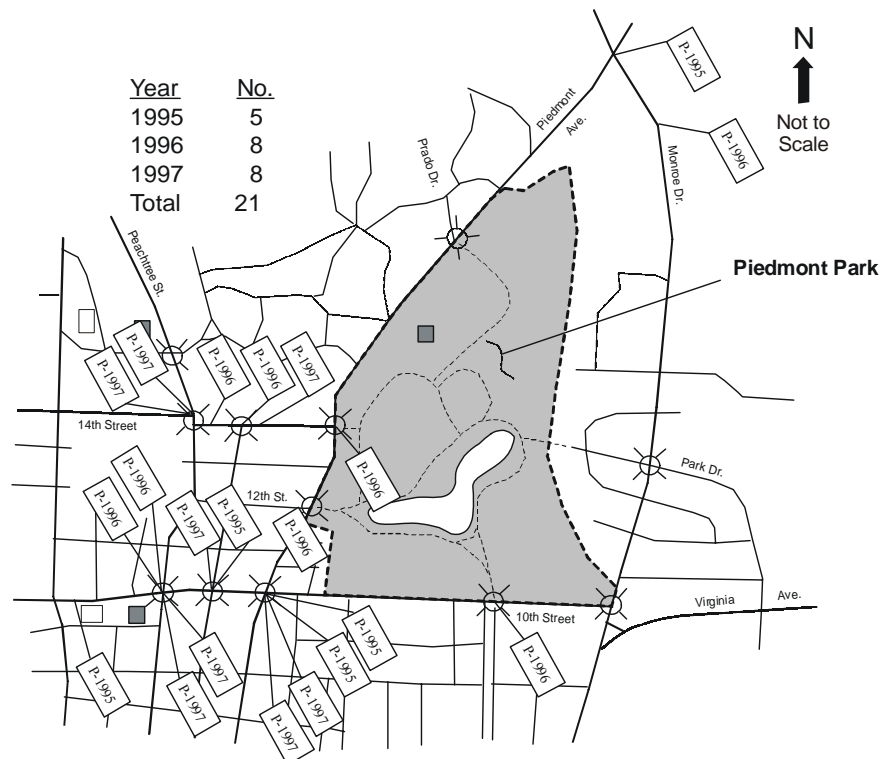 N
Not to
Scale
Year No.
1995 5
1996 8
1997 8
Total 21
Piedmont
Ave.
Prado Dr.
Monroe Dr.
P-1995
P-1996
Peachtree St.
Piedmont Park
P-1997
P-1997
P-1996
P-1996
P-1997
14th Street
P-1996
Park Dr.
P-1996
P-1996
P-1997
P-1995
12th St.
P-1996
10th Street
Virginia Ave.
P-1995
P-1997
P-1997
P-1995
P-1995
P-1997
P-1997
P-1996